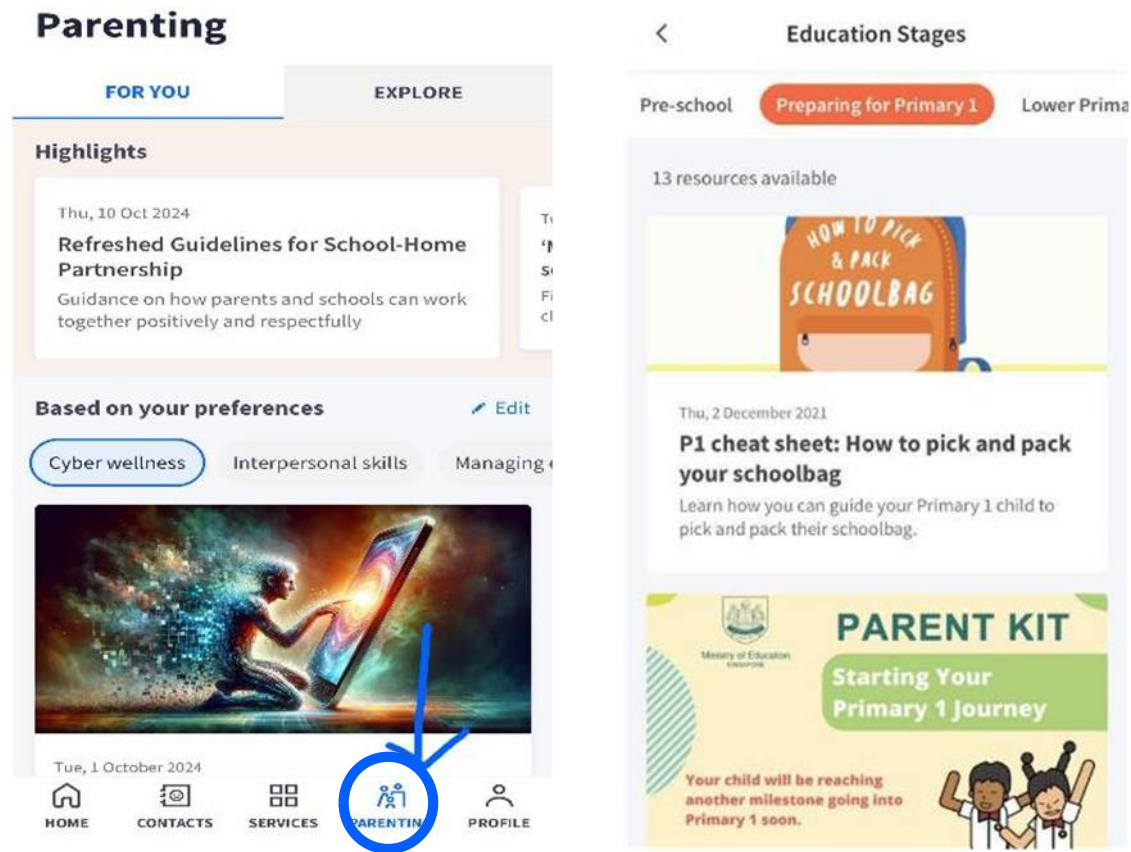 Parenting
FOR YOU
EXPLORE
Highlights
Thu, 10 Oct 2024
Refreshed Guidelines for School-Home
Partnership
Guidance on how parents and schools can work
together positively and respectfully
Based on your preferences
Edit
Cyber wellness
Interpersonal skills
Managing
Tue, 1 October 2024
HOME
CONTACTS
SERVICES
PARENTIN
PROFILE
Education Stages
Pre-school
Preparing for Primary 1
Lower Prima
13 resources available
HOW TO PICK
& PACK
SCHOOLBAG
Thu, 2 December 2021
P1 cheat sheet: How to pick and pack
your schoolbag
Learn how you can guide your Primary 1 child to
pick and pack their schoolbag.
Ministry of Education
SINGAPORE
PARENT KIT
Starting Your
Primary 1 Journey
Your child will be reaching
another milestone going into
Primary 1 soon.